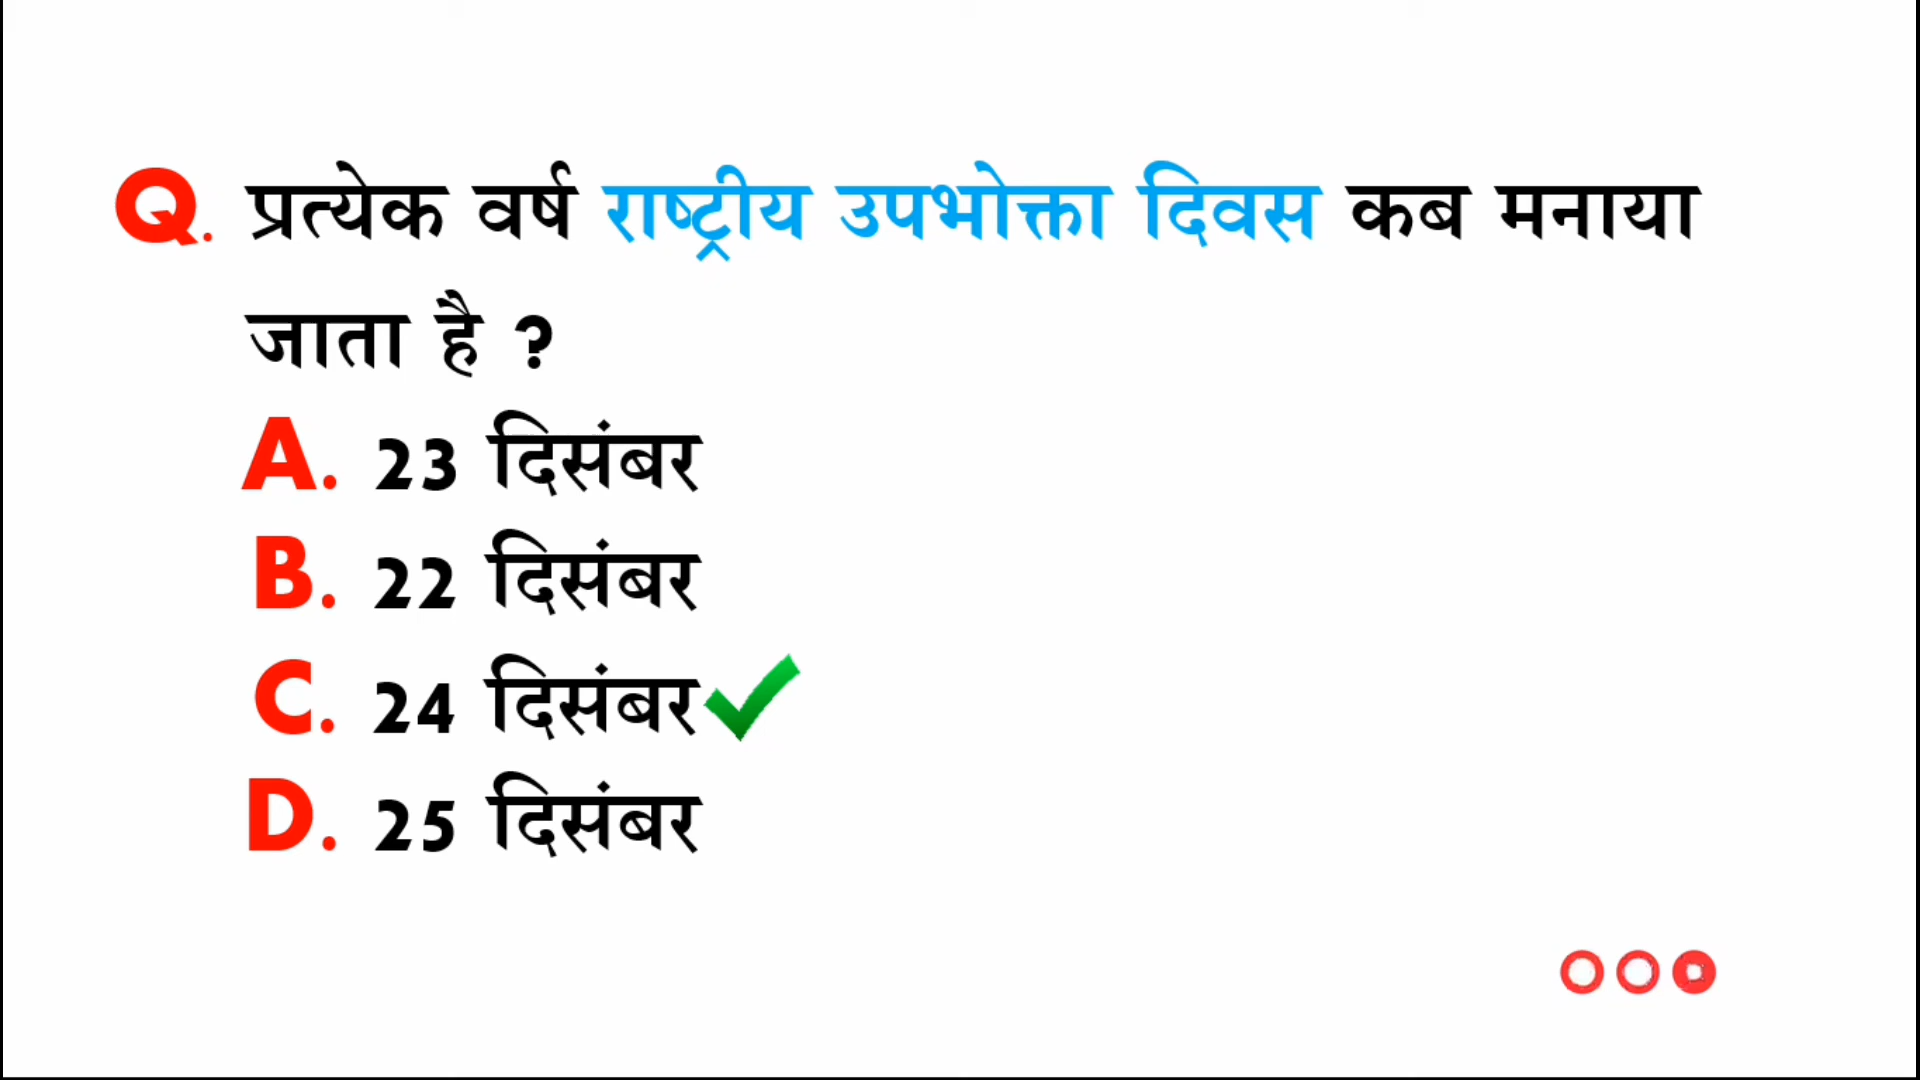 Q. प्रत्येक वर्ष राष्ट्रीय उपभोक्ता दिवस कब मनाया
जाता है ?
A. 23 दिसंबर
B. 22 दिसंबर
C. 24 दिसंबर
D. 25 दिसंबर